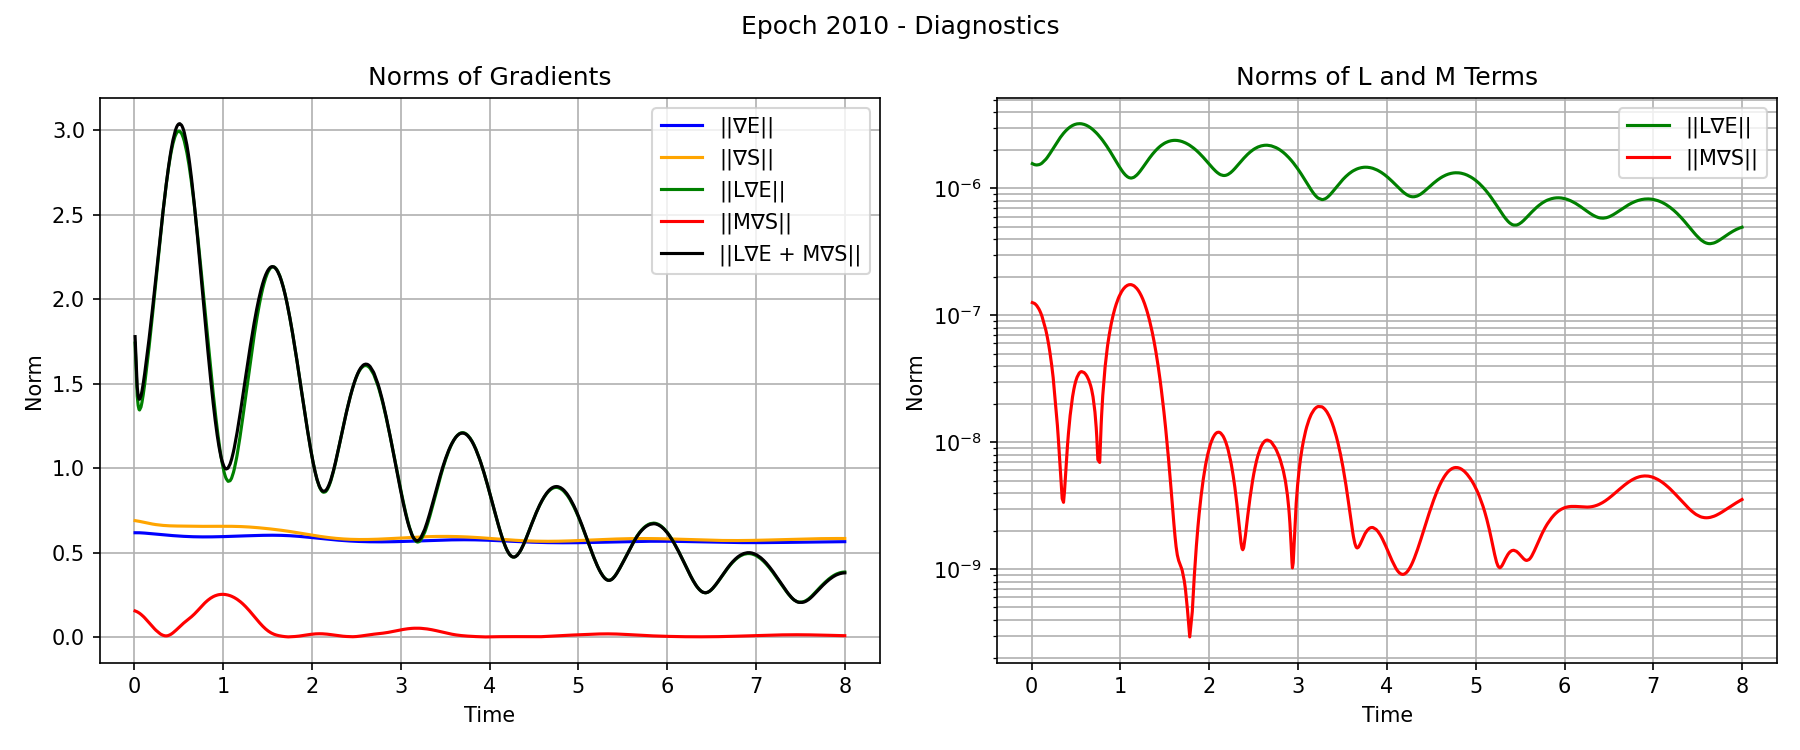 Epoch 2010 - Diagnostics
Norms of Gradients
Norm
3.0
2.5
2.0
1.5
1.0
0.5
0.0
0 1 2 3 4 5 6 7 8
Time
||∇E||
||∇S||
||L∇E||
||M∇S||
||L∇E + M∇S||
Norms of L and M Terms
Norm
10⁻⁶
10⁻⁷
10⁻⁸
10⁻⁹
0 1 2 3 4 5 6 7 8
Time
||L∇E||
||M∇S||